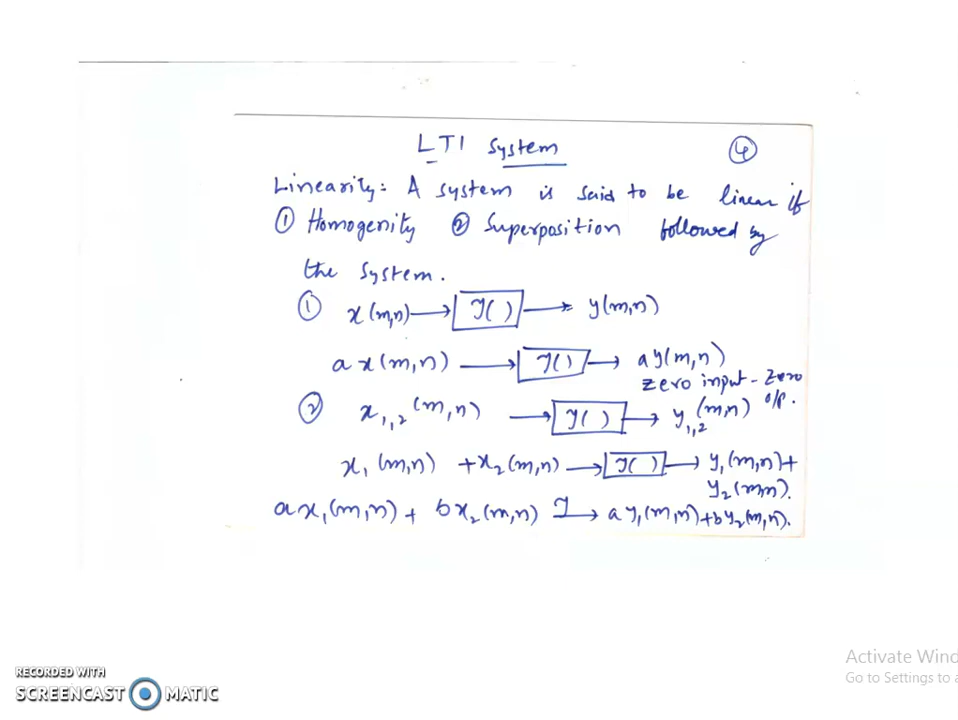 LTI System ④
Linearity: A system is said to be linear if
① Homogenity ② Superposition followed by
the system.
① x(m,n) → T( ) → y(m,n)
a x(m,n) → T( ) → a y(m,n)
zero input - zero
o/p.
② x₁,₂(m,n) → T( ) → y₁,₂(m,n)
x₁(m,n) + x₂(m,n) → T( ) → y₁(m,n) +
y₂(m,n).
a x₁(m,n) + b x₂(m,n) T→ a y₁(m,n) + b y₂(m,n).
Activate Wind
Go to Settings to a
RECORDED WITH
SCREENCAST MATIC